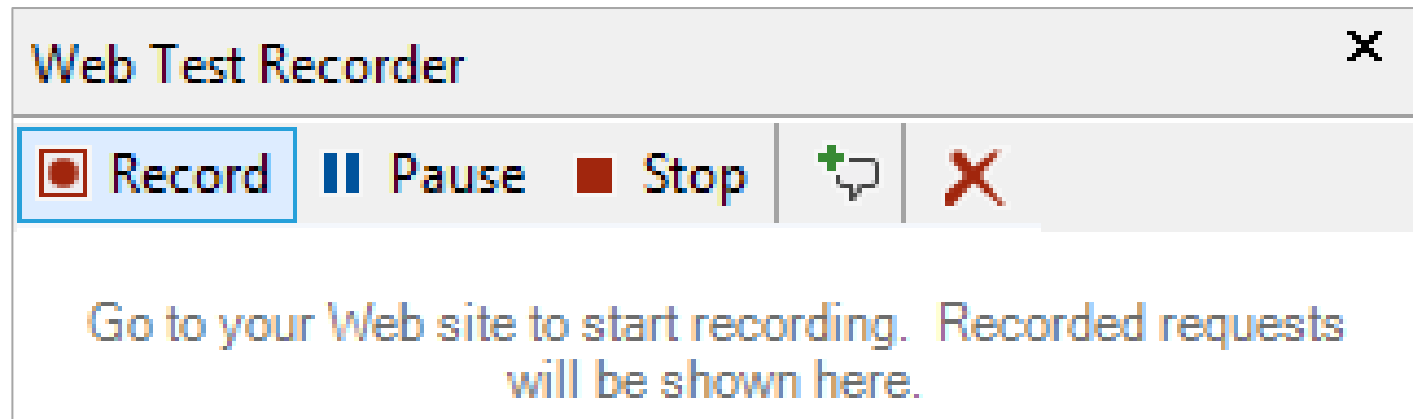 Web Test Recorder
Record Pause Stop
Go to your Web site to start recording. Recorded requests
will be shown here.